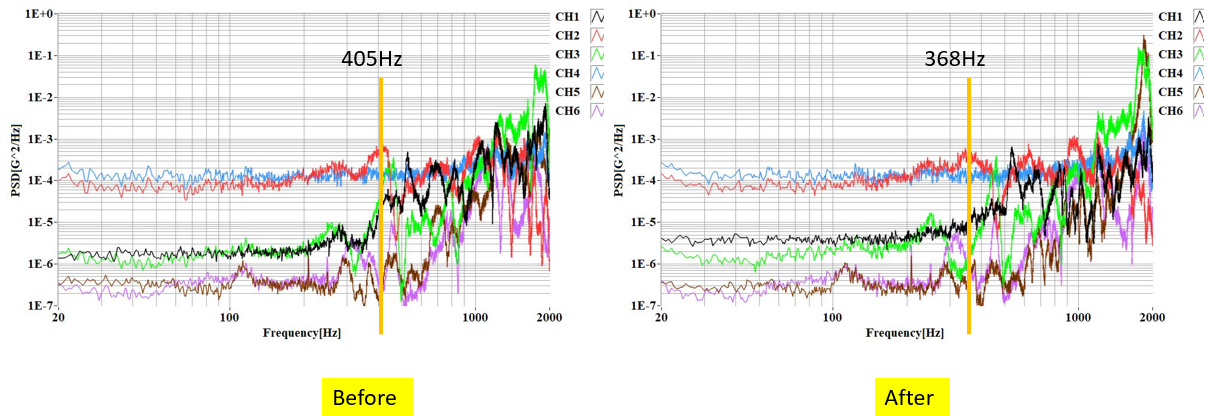 1E+0
1E-1
1E-2
1E-3
1E-4
1E-5
1E-6
1E-7
PSD[G^2/Hz]
405Hz
CH1
CH2
CH3
CH4
CH5
CH6
20
100
1000
2000
Frequency[Hz]
Before
1E+0
1E-1
1E-2
1E-3
1E-4
1E-5
1E-6
1E-7
PSD[G^2/Hz]
368Hz
CH1
CH2
CH3
CH4
CH5
CH6
20
100
1000
2000
Frequency[Hz]
After